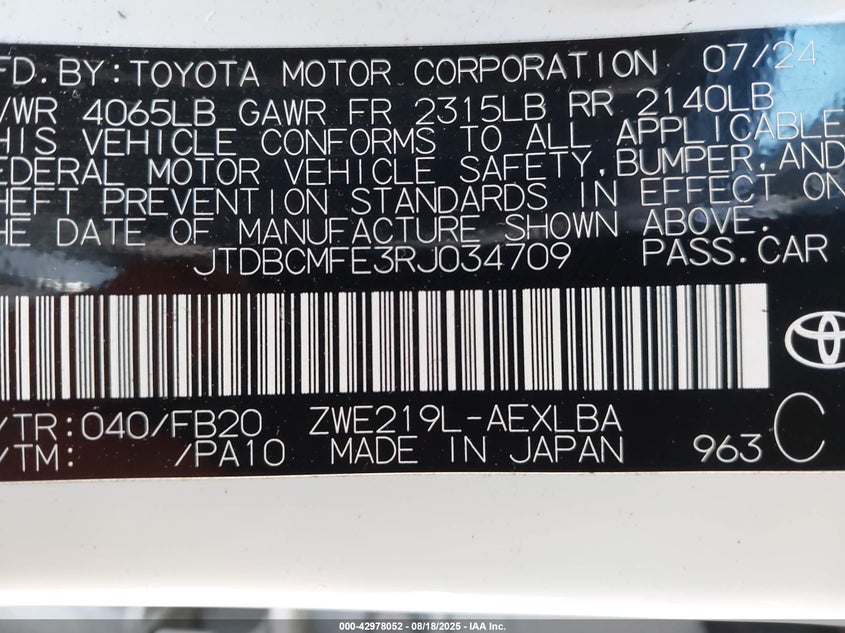 FD. BY: TOYOTA MOTOR CORPORATION 07/24
VWR 4065LB GAWR FR 2315LB RR 2140LB
HIS VEHICLE CONFORMS TO ALL APPLICABLE
EDERAL MOTOR VEHICLE SAFETY, BUMPER, AND
HEFT PREVENTION STANDARDS IN EFFECT ON
HE DATE OF MANUFACTURE SHOWN ABOVE.
JTDBCMFE3RJ034709 PASS.CAR
/TR: 040/FB20 ZWE219L-AEXLBA
/TM: /PA10 MADE IN JAPAN 963 C
000-42978052 - 08/18/2025 - IAA Inc.